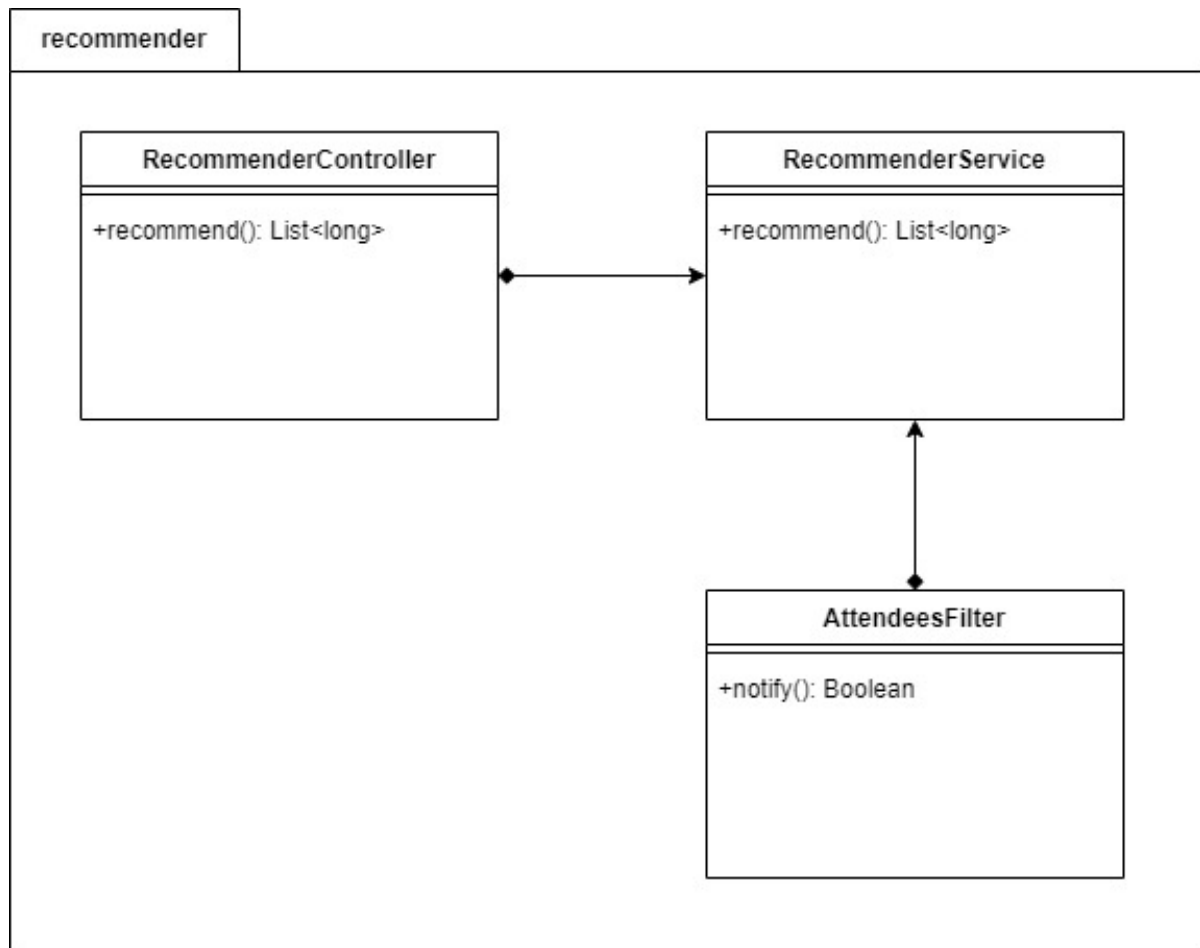 recommender
RecommenderController
+recommend(): List<long>
RecommenderService
+recommend(): List<long>
AttendeesFilter
+notify(): Boolean